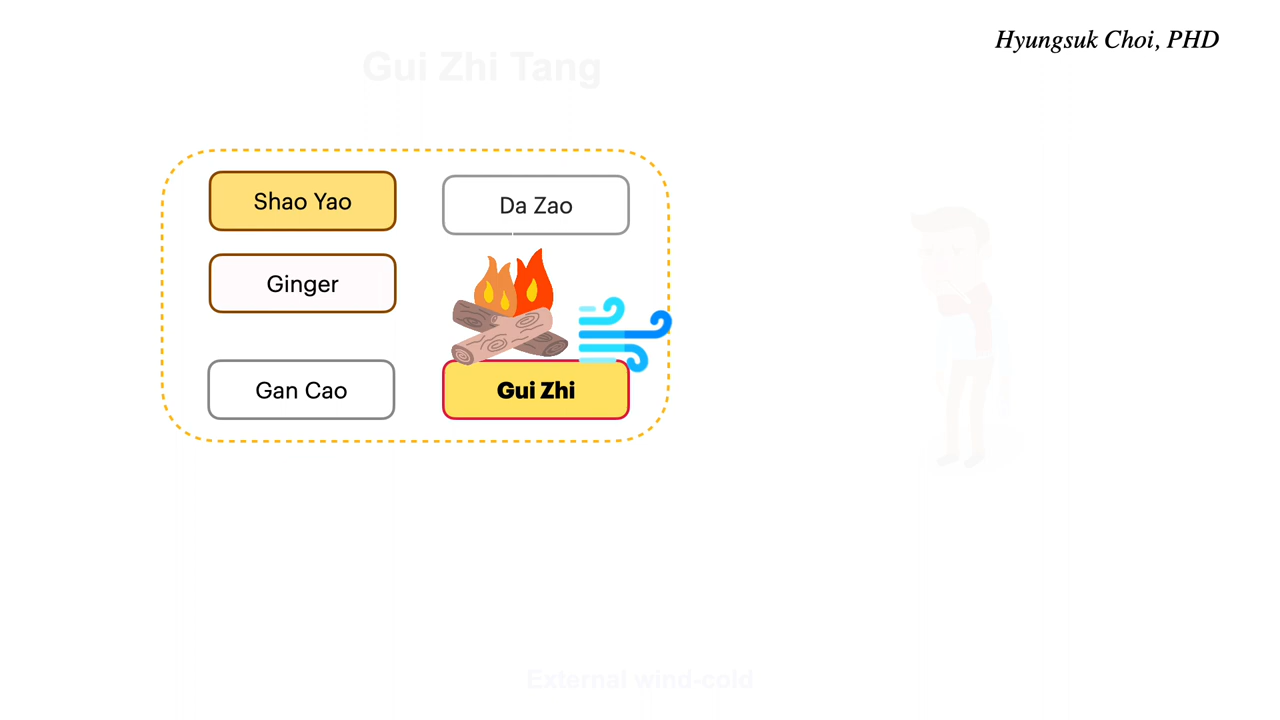 Hyungsuk Choi, PHD
Gui Zhi Tang
Shao Yao
Da Zao
Ginger
Gan Cao
Gui Zhi
External wind-cold